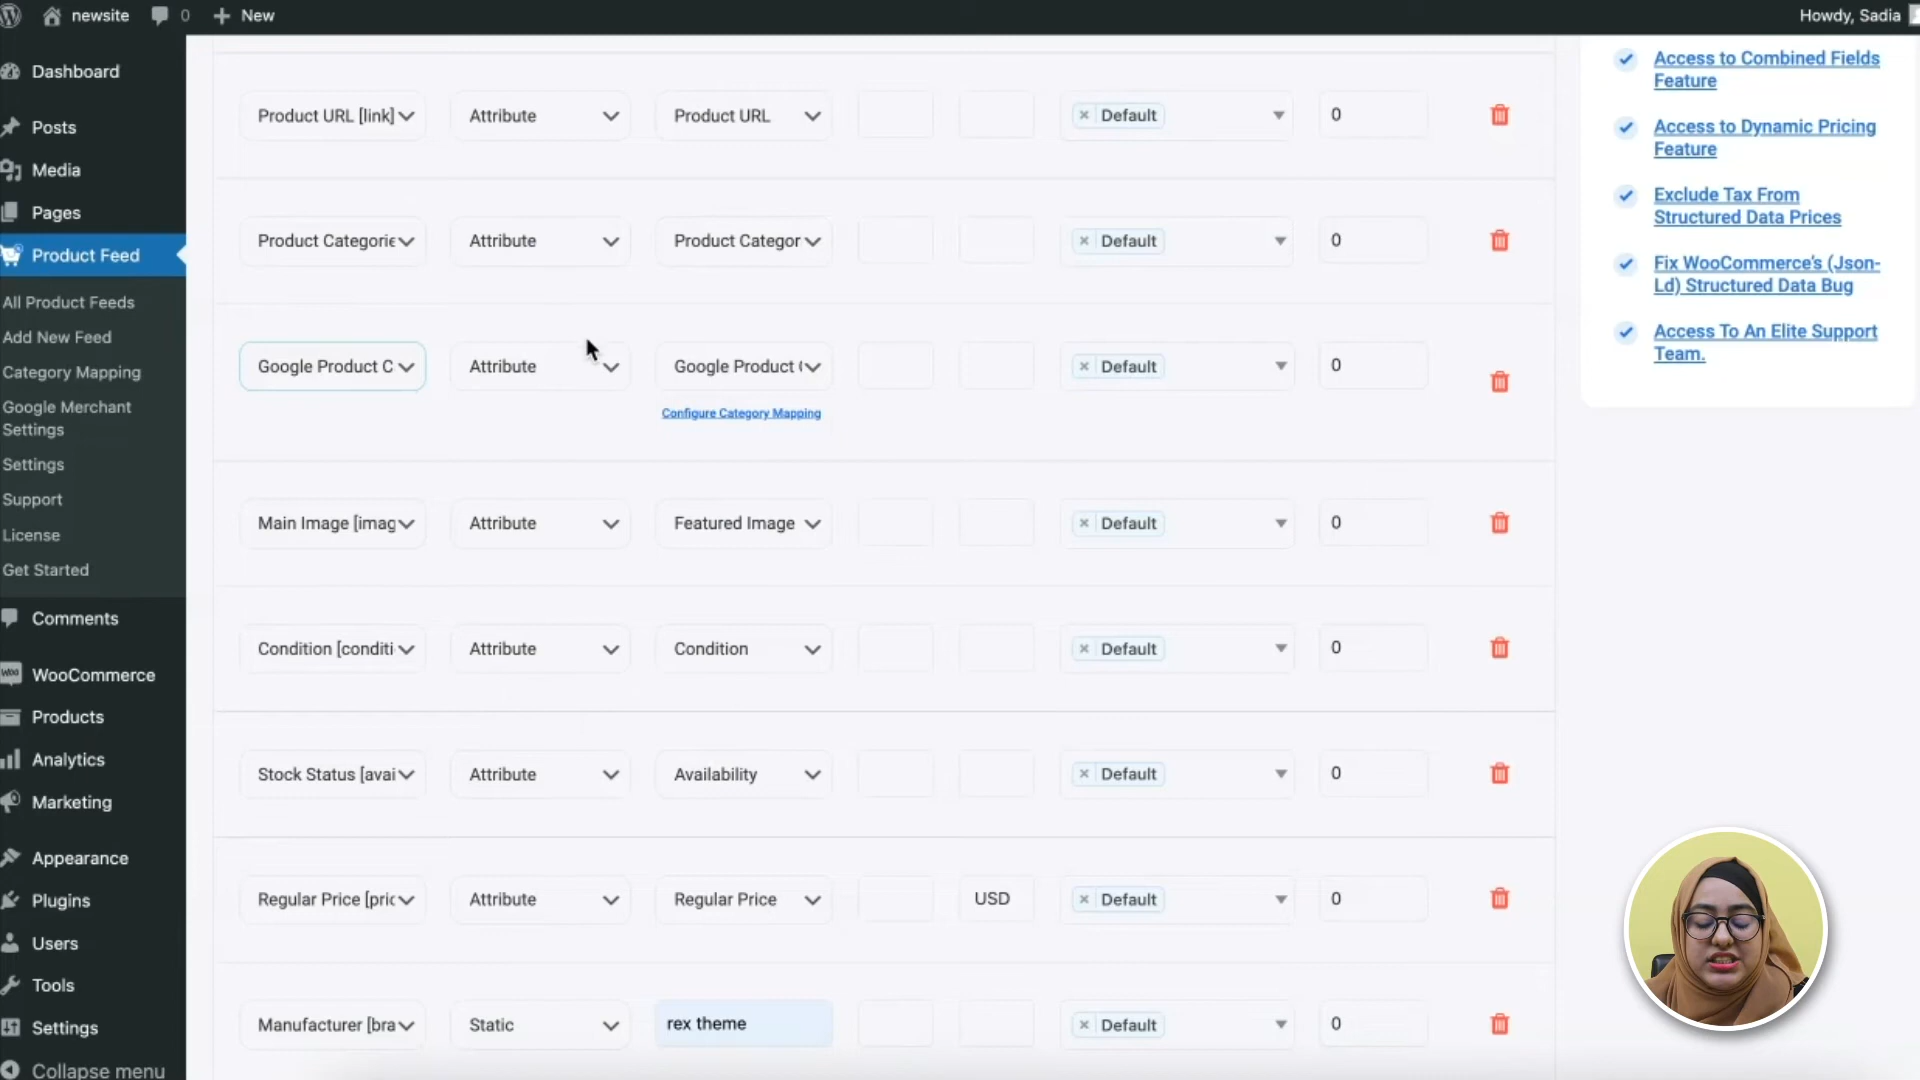 newsite 0 + New Howdy, Sadia
Dashboard
Posts
Media
Pages
Product Feed
All Product Feeds
Add New Feed
Category Mapping
Google Merchant
Settings
Settings
Support
License
Get Started
Comments
WooCommerce
Products
Analytics
Marketing
Appearance
Plugins
Users
Tools
Settings
Collapse menu
Product URL [link] Attribute Product URL × Default 0
Product Categorie Attribute Product Categor × Default 0
Google Product C Attribute Google Product ( × Default 0
Configure Category Mapping
Main Image [imag Attribute Featured Image × Default 0
Condition [conditi Attribute Condition × Default 0
Stock Status [avai Attribute Availability × Default 0
Regular Price [pric Attribute Regular Price USD × Default 0
Manufacturer [bra Static rex theme × Default 0
Access to Combined Fields
Feature
Access to Dynamic Pricing
Feature
Exclude Tax From
Structured Data Prices
Fix WooCommerce's (Json-
Ld) Structured Data Bug
Access To An Elite Support
Team.